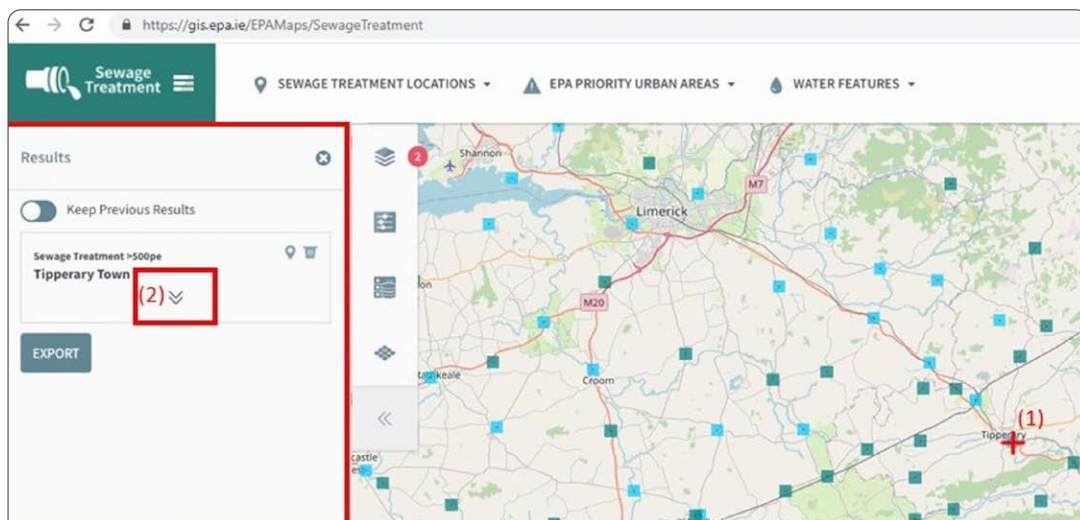 https://gis.epa.ie/EPAMaps/SewageTreatment
Sewage
Treatment
SEWAGE TREATMENT LOCATIONS
EPA PRIORITY URBAN AREAS
WATER FEATURES
Results
Keep Previous Results
Sewage Treatment >500pe
Tipperary Town
(2)
EXPORT
2
Shannon
M7
Limerick
M20
Croom
(1)
Tipperary
castle